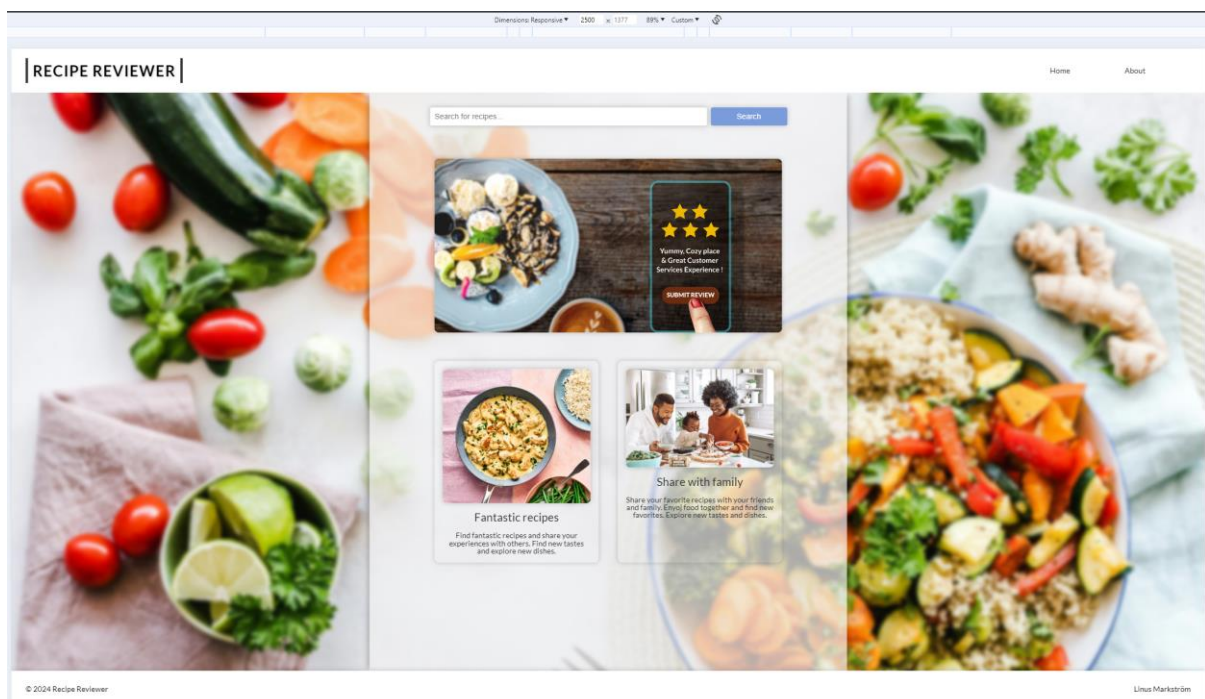 Dimensions: Responsive ▼ 2500 × 1377 89% ▼ Custom ▼
RECIPE REVIEWER
Home About
Search for recipes...
Search
Yummy, Cozy place
& Great Customer
Services Experience !
SUBMIT REVIEW
Fantastic recipes
Find fantastic recipes and share your
experiences with others. Find new tastes
and explore new dishes.
Share with family
Share your favorite recipes with your friends
and family. Enyoj food together and find new
favorites. Explore new tastes and dishes.
© 2024 Recipe Reviewer
Linus Markström